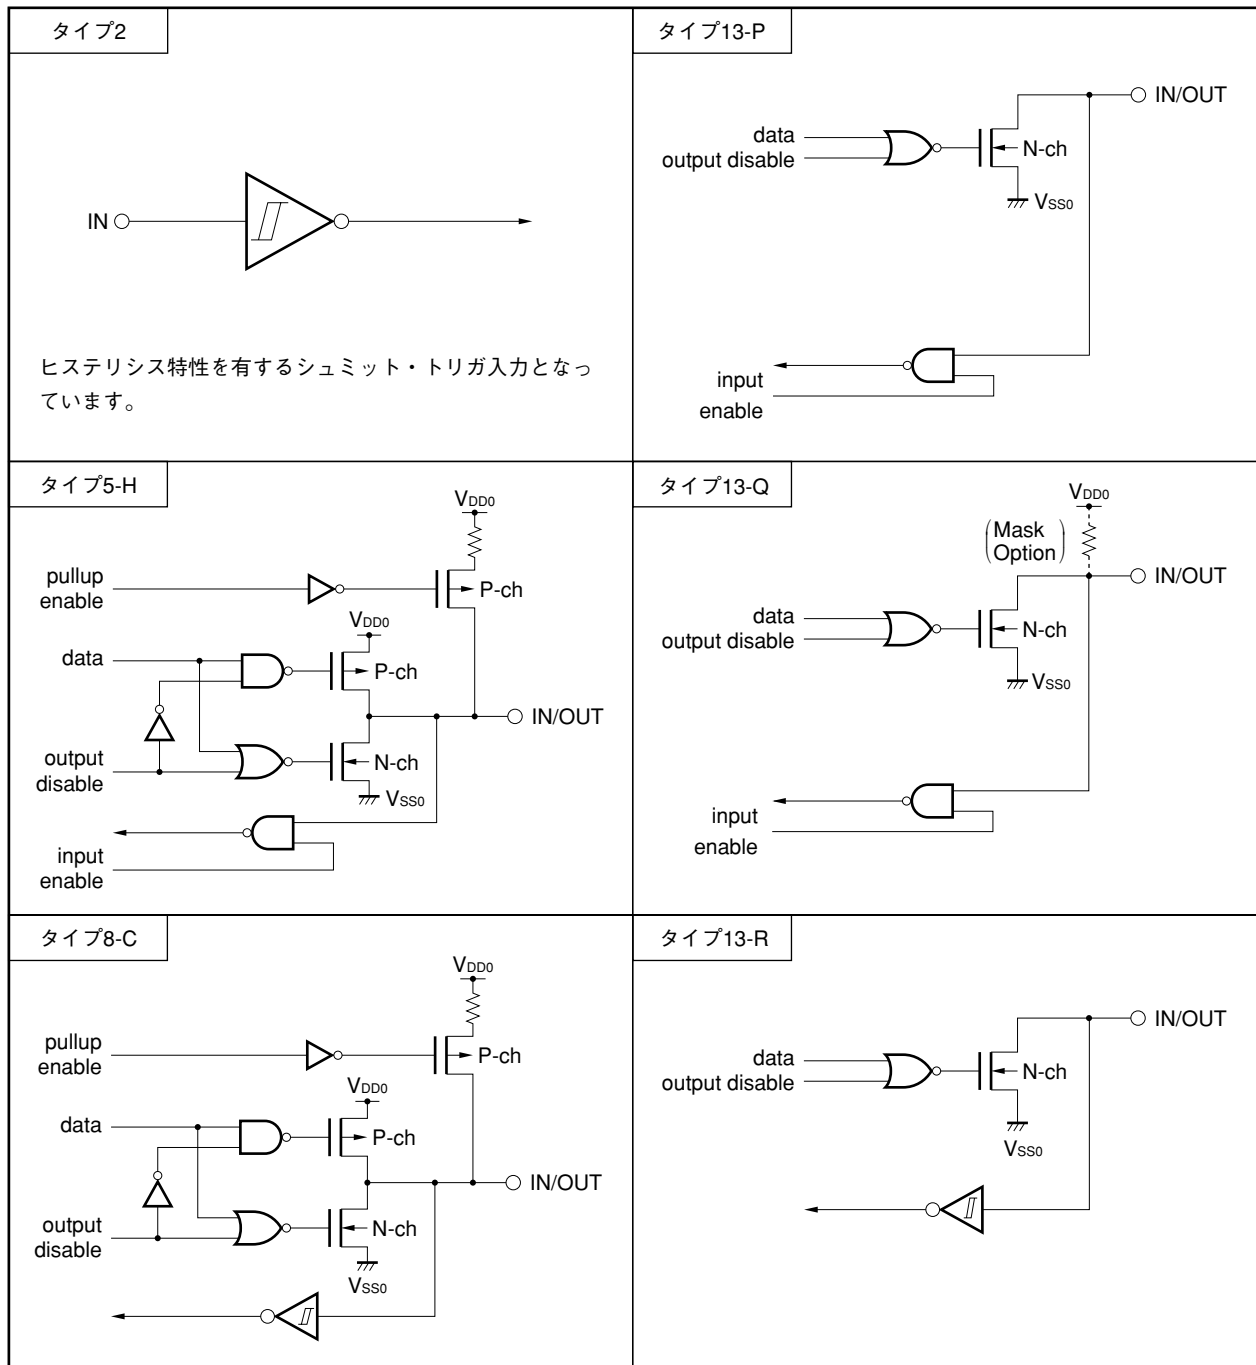 タイプ2
IN
ヒステリシス特性を有するシュミット・トリガ入力となっ
ています。
タイプ13-P
IN/OUT
data
output disable
N-ch
VSS0
input
enable
タイプ5-H
VDD0
pullup
enable
P-ch
VDD0
data
P-ch
IN/OUT
output
disable
N-ch
VSS0
input
enable
タイプ13-Q
VDD0
(Mask
Option)
IN/OUT
data
output disable
N-ch
VSS0
input
enable
タイプ8-C
VDD0
pullup
enable
P-ch
VDD0
data
P-ch
IN/OUT
output
disable
N-ch
VSS0
タイプ13-R
IN/OUT
data
output disable
N-ch
VSS0